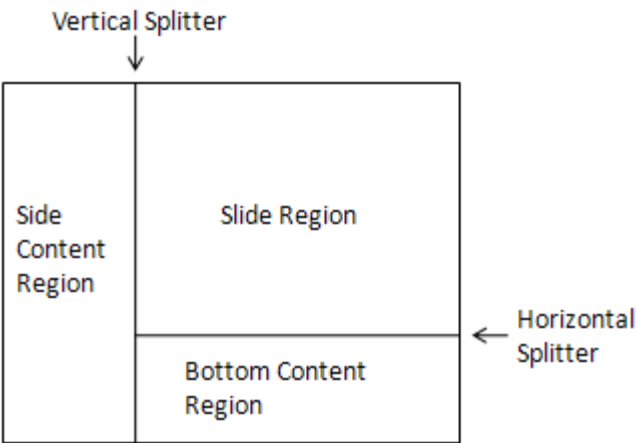 Vertical Splitter
Side
Content
Region
Slide Region
Horizontal
Splitter
Bottom Content
Region